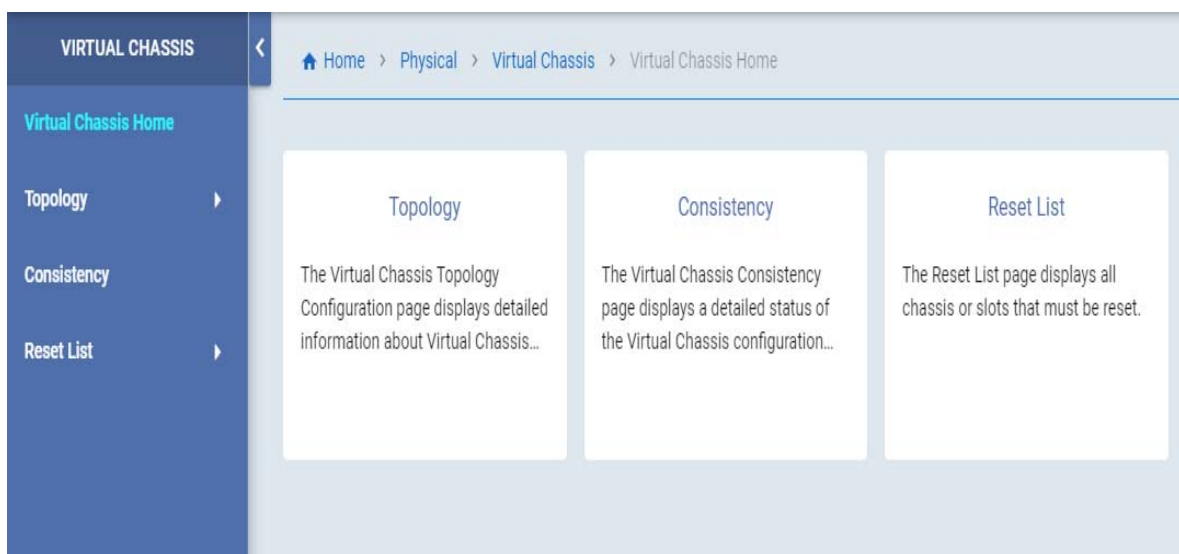 VIRTUAL CHASSIS
Virtual Chassis Home
Topology
Consistency
Reset List
Home > Physical > Virtual Chassis > Virtual Chassis Home
Topology
The Virtual Chassis Topology
Configuration page displays detailed
information about Virtual Chassis...
Consistency
The Virtual Chassis Consistency
page displays a detailed status of
the Virtual Chassis configuration...
Reset List
The Reset List page displays all
chassis or slots that must be reset.